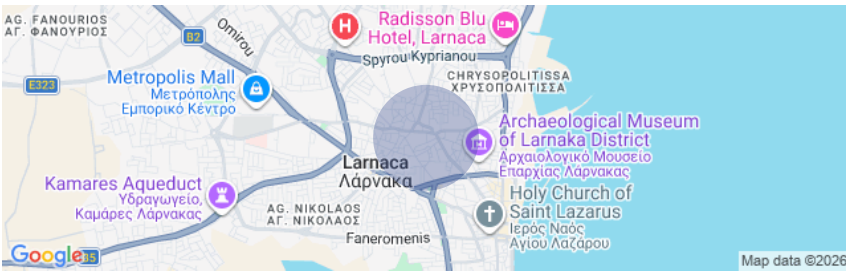 AG. FANOURIOS
ΑΓ. ΦΑΝΟΥΡΙΟΣ
B2
Omirou
H
Radisson Blu
Hotel, Larnaca
Spyrou Kyprianou
E323
Metropolis Mall
Μετρόπολης
Εμπορικό Κέντρο
CHRYSOPOLITISSA
ΧΡΥΣΟΠΟΛΙΤΙΣΣΑ
Archaeological Museum
of Larnaka District
Αρχαιολογικό Μουσείο
Επαρχίας Λάρνακας
Larnaca
Λάρνακα
Kamares Aqueduct
Υδραγωγείο,
Καμάρες Λάρνακας
AG. NIKOLAOS
ΑΓ. ΝΙΚΟΛΑΟΣ
Faneromenis
Holy Church of
Saint Lazarus
Ιερός Ναός
Αγίου Λαζάρου
Google
B5
Map data ©2026